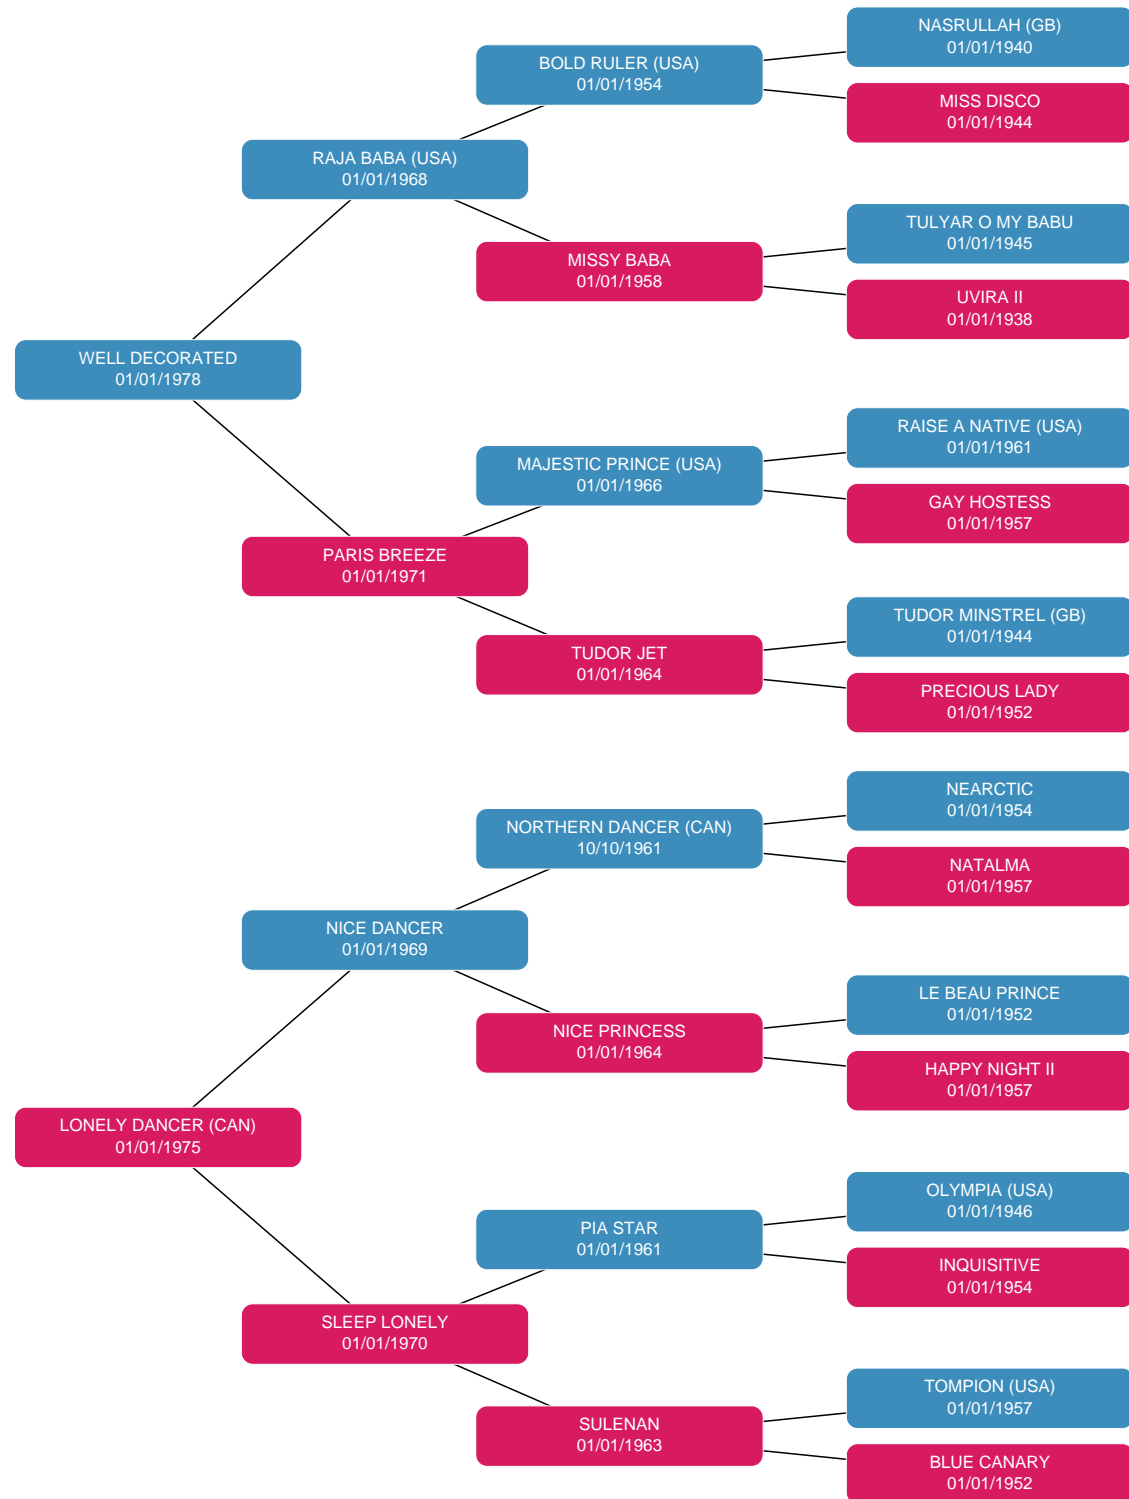 NASRULLAH (GB)
01/01/1940
BOLD RULER (USA)
01/01/1954
MISS DISCO
01/01/1944
RAJA BABA (USA)
01/01/1968
TULYAR O MY BABU
01/01/1945
MISSY BABA
01/01/1958
UVIRA II
01/01/1938
WELL DECORATED
01/01/1978
RAISE A NATIVE (USA)
01/01/1961
MAJESTIC PRINCE (USA)
01/01/1966
GAY HOSTESS
01/01/1957
PARIS BREEZE
01/01/1971
TUDOR MINSTREL (GB)
01/01/1944
TUDOR JET
01/01/1964
PRECIOUS LADY
01/01/1952
NEARCTIC
01/01/1954
NORTHERN DANCER (CAN)
10/10/1961
NATALMA
01/01/1957
NICE DANCER
01/01/1969
LE BEAU PRINCE
01/01/1952
NICE PRINCESS
01/01/1964
HAPPY NIGHT II
01/01/1957
LONELY DANCER (CAN)
01/01/1975
OLYMPIA (USA)
01/01/1946
PIA STAR
01/01/1961
INQUISITIVE
01/01/1954
SLEEP LONELY
01/01/1970
TOMPION (USA)
01/01/1957
SULENAN
01/01/1963
BLUE CANARY
01/01/1952